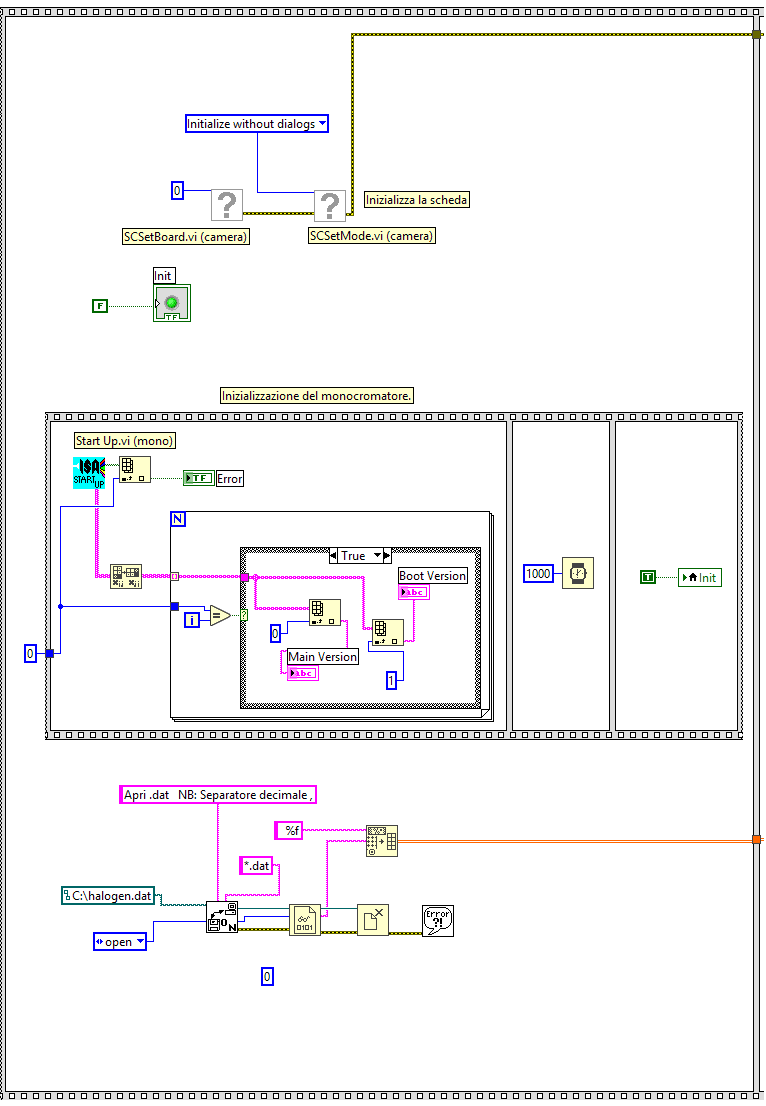 Initialize without dialogs
0
?
?
Inizializza la scheda
SCSetBoard.vi (camera)
SCSetMode.vi (camera)
Init
F
TF
Inizializzazione del monocromatore.
Start Up.vi (mono)
ISA
START UP
TF
Error
N
True
Boot Version
abc
1000
T
Init
i
=
?
0
0
Main Version
abc
1
Apri .dat   NB: Separatore decimale ,
%f
*.dat
C:\halogen.dat
open
N
0101
Error
?!
0